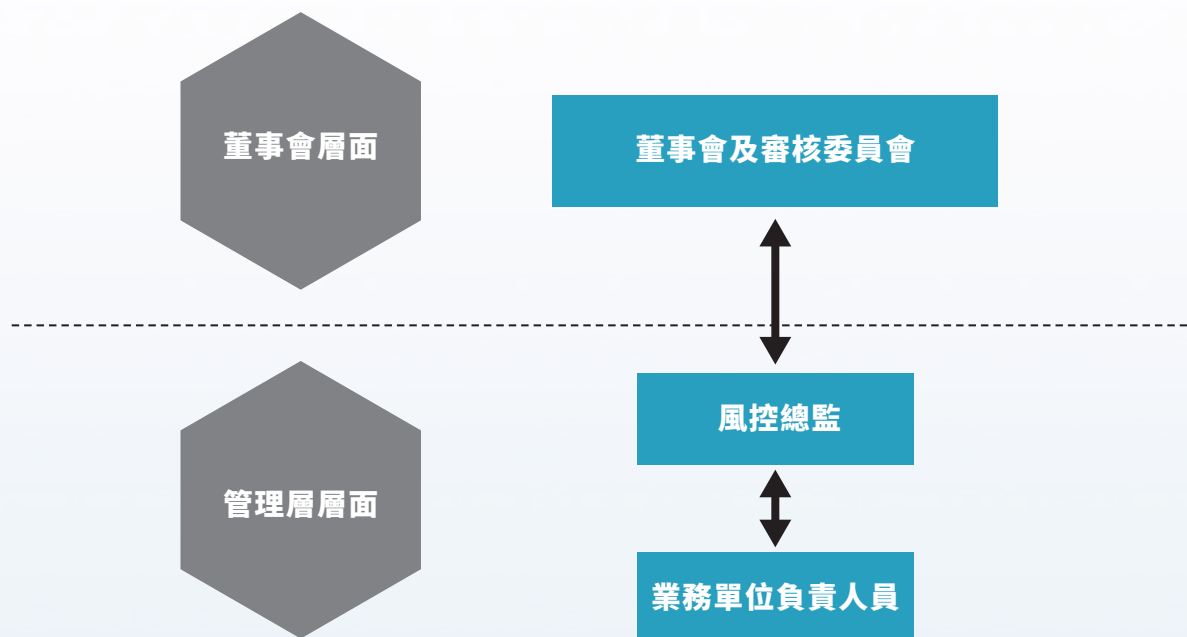 董事會層面
董事會及審核委員會
風控總監
管理層層面
業務單位負責人員